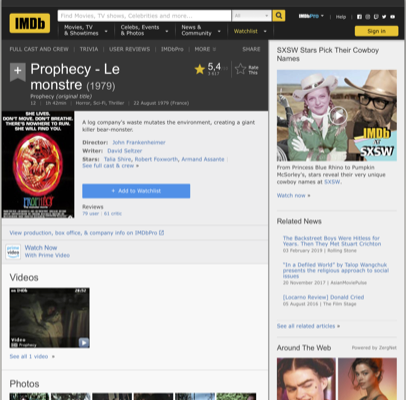 IMDb
Find Movies, TV shows, Celebrities and more...
All
IMDbPro
Help
Movies, TV
& Showtimes
Celebs, Events
& Photos
News &
Community
Watchlist
Sign in
FULL CAST AND CREW
TRIVIA
USER REVIEWS
IMDbPro
MORE
SHARE
Prophecy - Le
monstre (1979)
Prophecy (original title)
12 | 1h 42min | Horror, Sci-Fi, Thriller | 22 August 1979 (France)
5,4
Rate
This
SHE LIVES.
DON'T MOVE. DON'T BREATHE.
THERE'S NOWHERE TO RUN.
SHE WILL FIND YOU.
PROPHECY
A log company's waste mutates the environment, creating a giant
killer bear-monster.
Director: John Frankenheimer
Writer: David Seltzer
Stars: Talia Shire, Robert Foxworth, Armand Assante |
See full cast & crew »
+ Add to Watchlist
Reviews
79 user | 61 critic
View production, box office, & company info on IMDbPro
prime
video
Watch Now
With Prime Video
Videos
on IMDb
Video
Prophecy
See all 1 video »
Photos
SXSW Stars Pick Their Cowboy
Names
IMDb
AT
SXSW
From Princess Blue Rhino to Pumpkin
McSorley's, stars reveal their very unique
cowboy names at SXSW.
Watch now »
Related News
The Backstreet Boys Were Hitless for
Years. Then They Met Stuart Crichton
03 February 2019 | Rolling Stone
"In a Defiled World" by Talop Wangchuk
presents the religious approach to social
issues
20 November 2017 | AsianMoviePulse
[Locarno Review] Donald Cried
05 August 2016 | The Film Stage
See all related articles »
Around The Web
Powered by ZergNet